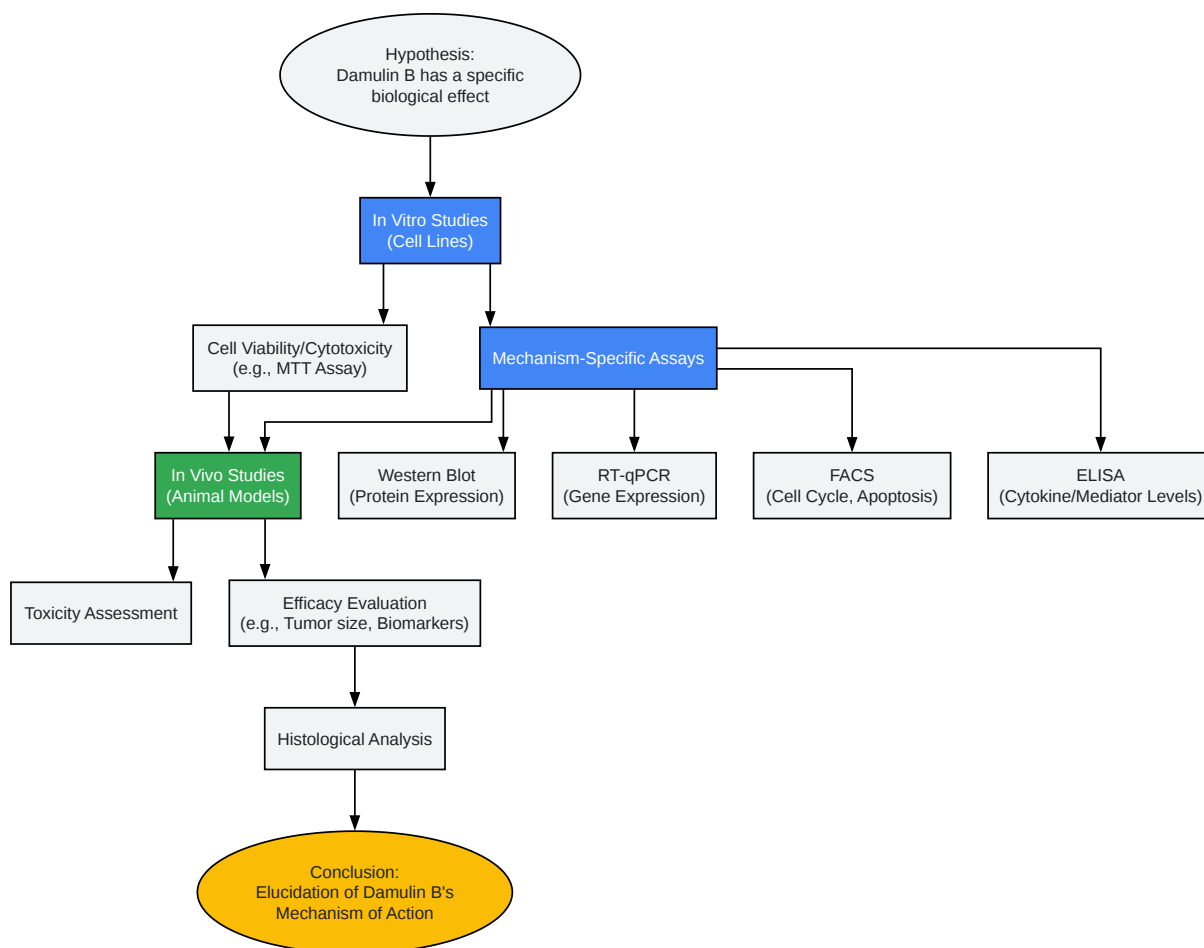 Hypothesis:
Damulin B has a specific
biological effect
In Vitro Studies
(Cell Lines)
Cell Viability/Cytotoxicity
(e.g., MTT Assay)
Mechanism-Specific Assays
In Vivo Studies
(Animal Models)
Western Blot
(Protein Expression)
RT-qPCR
(Gene Expression)
FACS
(Cell Cycle, Apoptosis)
ELISA
(Cytokine/Mediator Levels)
Toxicity Assessment
Efficacy Evaluation
(e.g., Tumor size, Biomarkers)
Histological Analysis
Conclusion:
Elucidation of Damulin B's
Mechanism of Action